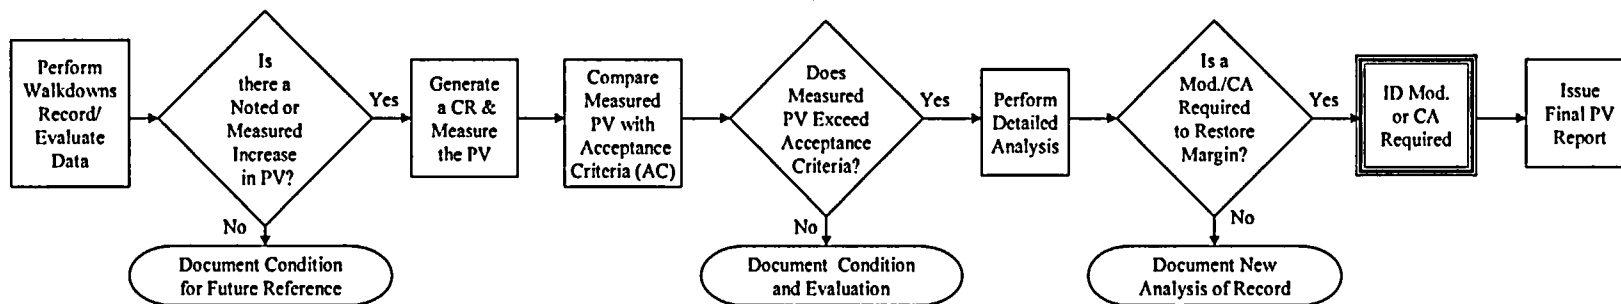 Perform
Walkdowns
Record/
Evaluate
Data
Is
there a
Noted or
Measured
Increase
in PV?
Yes
No
Document Condition
for Future Reference
Generate
a CR &
Measure
the PV
Compare
Measured
PV with
Acceptance
Criteria (AC)
Does
Measured
PV Exceed
Acceptance
Criteria?
Yes
No
Document Condition
and Evaluation
Perform
Detailed
Analysis
Is a
Mod./CA
Required
to Restore
Margin?
Yes
No
Document New
Analysis of Record
ID Mod.
or CA
Required
Issue
Final PV
Report